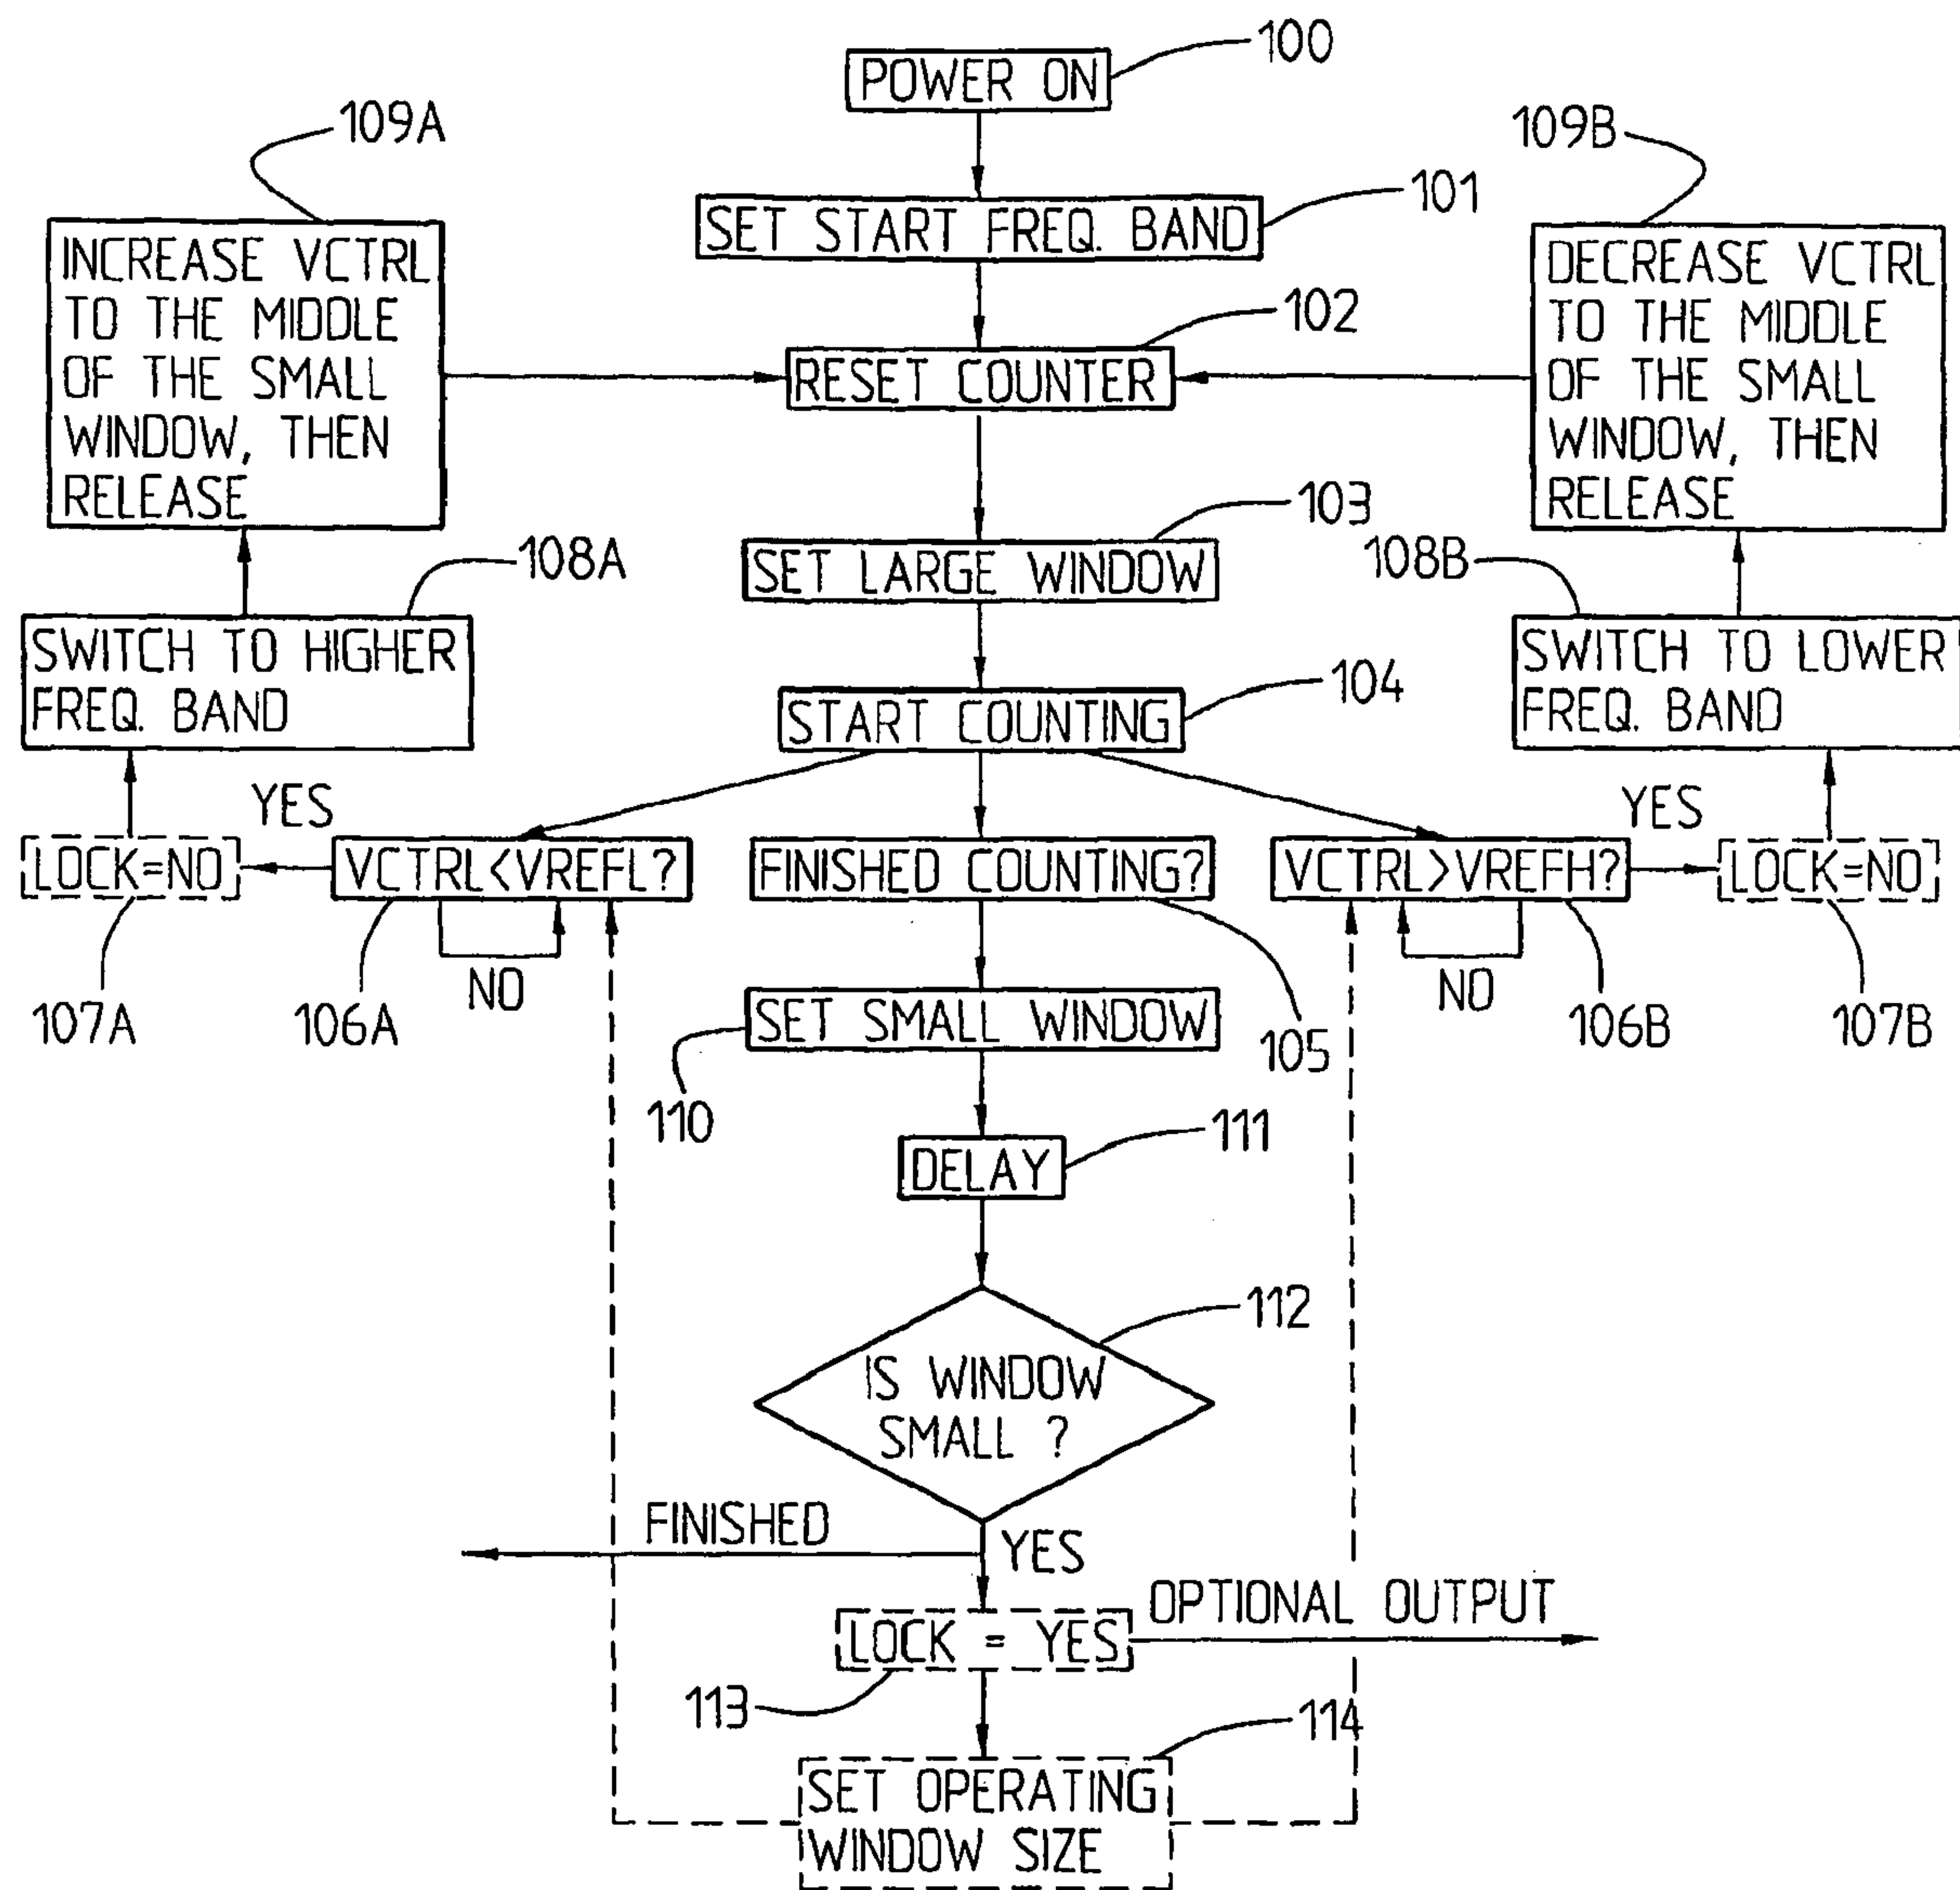 100
POWER ON
109A
109B
101
SET START FREQ. BAND
INCREASE VCTRL
TO THE MIDDLE
OF THE SMALL
WINDOW, THEN
RELEASE
DECREASE VCTRL
TO THE MIDDLE
OF THE SMALL
WINDOW, THEN
RELEASE
102
RESET COUNTER
103
SET LARGE WINDOW
108A
108B
SWITCH TO HIGHER
FREQ. BAND
SWITCH TO LOWER
FREQ. BAND
104
START COUNTING
YES
YES
LOCK=NO
VCTRL<VREFL?
FINISHED COUNTING?
VCTRL>VREFH?
LOCK=NO
NO
NO
107A
106A
SET SMALL WINDOW
105
106B
107B
110
111
DELAY
112
IS WINDOW
SMALL ?
FINISHED
YES
OPTIONAL OUTPUT
LOCK = YES
113
114
SET OPERATING
WINDOW SIZE